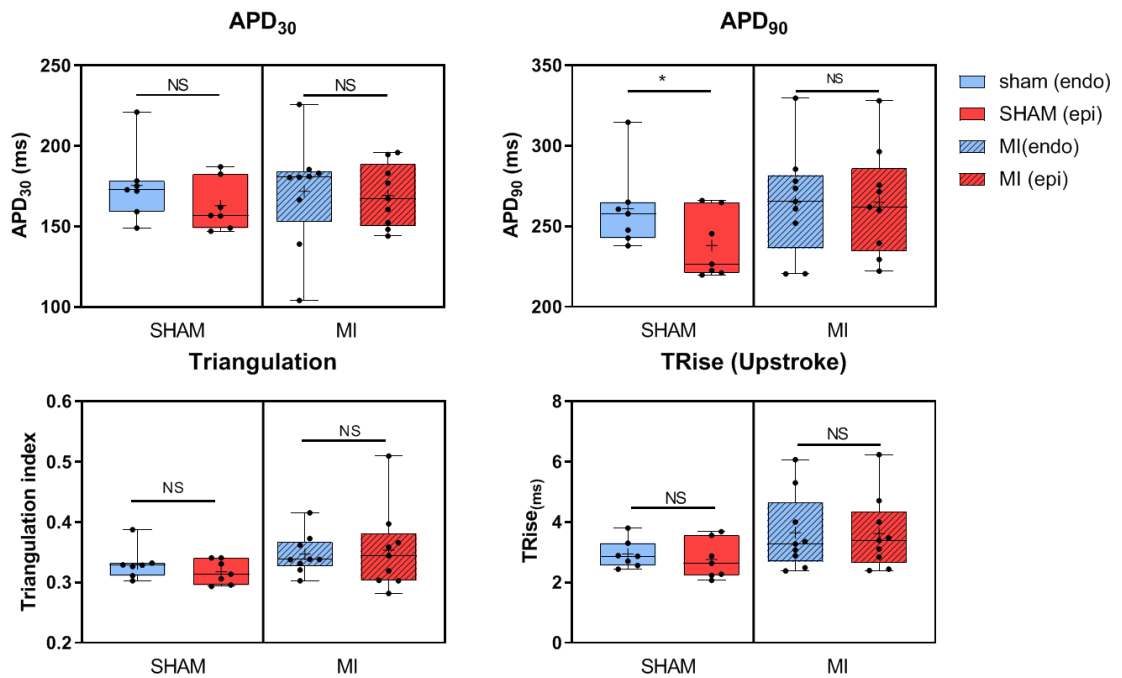 APD30
APD90
250
200
150
100
APD30 (ms)
NS
NS
SHAM
MI
350
300
250
200
APD90 (ms)
*
NS
SHAM
MI
sham (endo)
SHAM (epi)
MI(endo)
MI (epi)
Triangulation
TRise (Upstroke)
0.6
0.5
0.4
0.3
0.2
Triangulation index
NS
NS
SHAM
MI
8
6
4
2
0
TRise(ms)
NS
NS
SHAM
MI